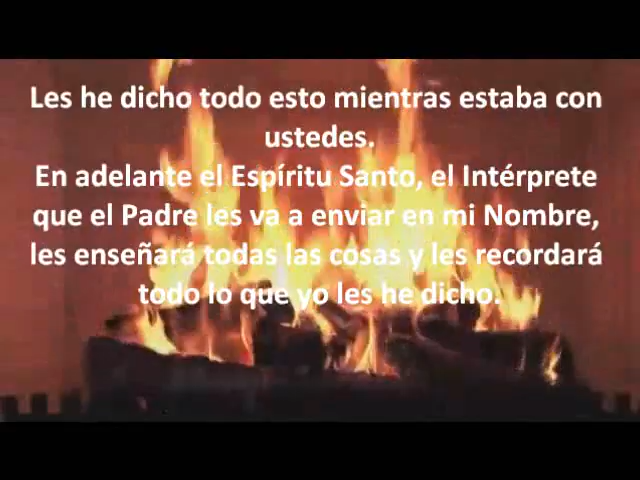 Les he dicho todo esto mientras estaba con
ustedes.
En adelante el Espíritu Santo, el Intérprete
que el Padre les va a enviar en mi Nombre,
les enseñará todas las cosas y les recordará
todo lo que yo les he dicho.